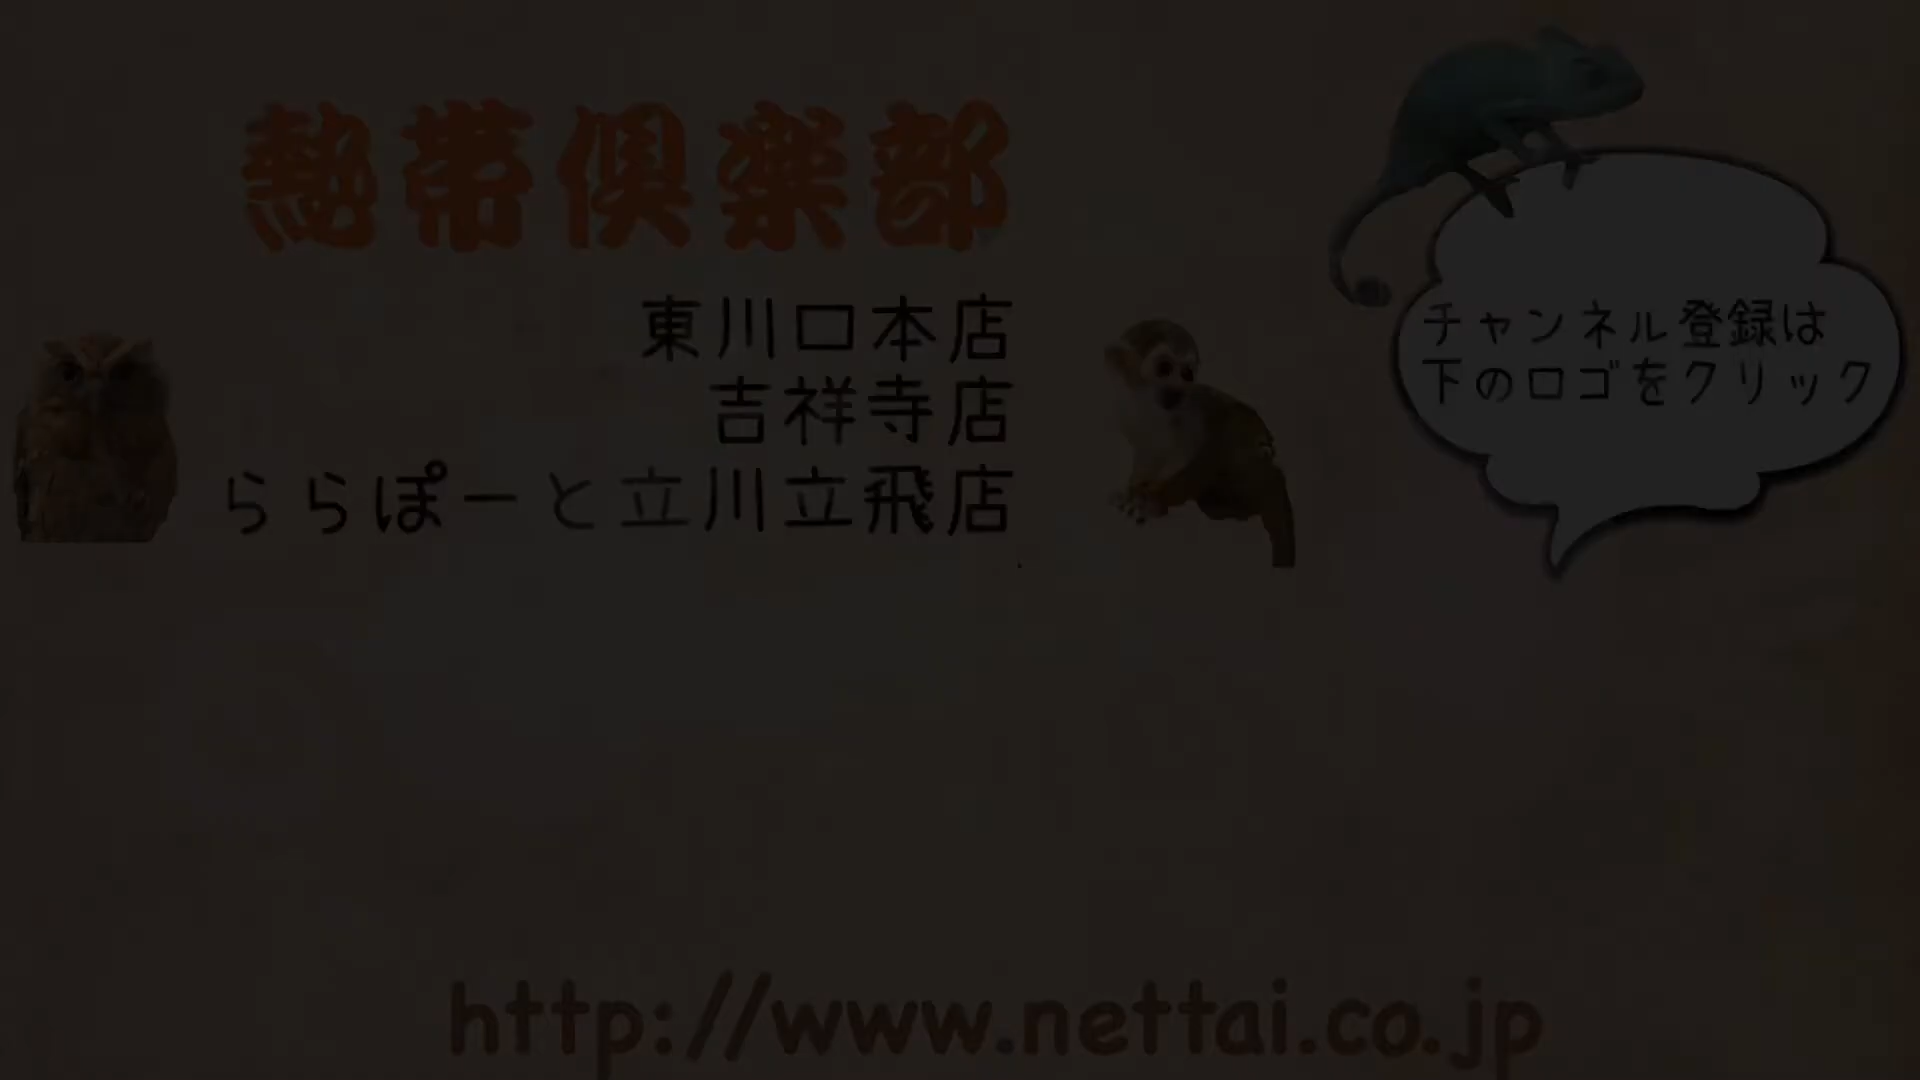 熱帯倶楽部
東川口本店
吉祥寺店
ららぽーと立川立飛店
チャンネル登録は
下のロゴをクリック
http://www.nettai.co.jp